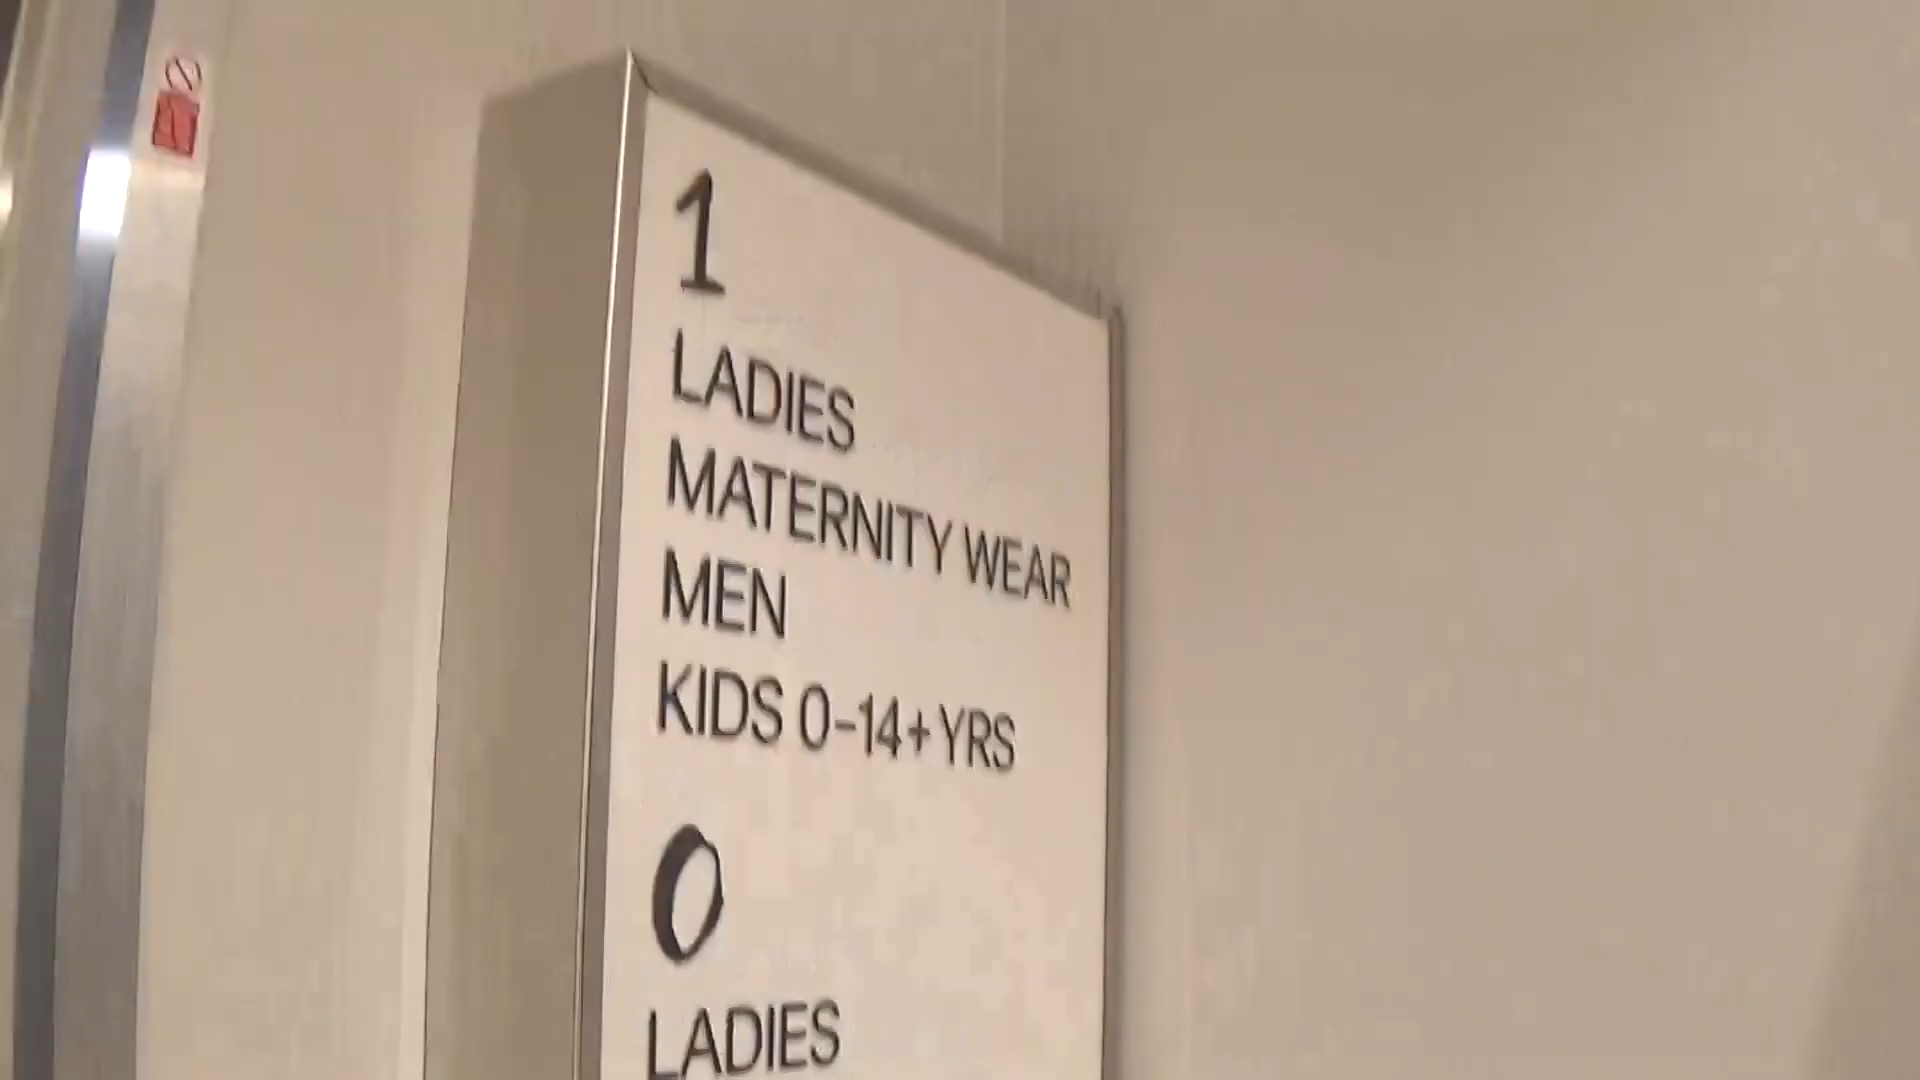 1
LADIES
MATERNITY WEAR
MEN
KIDS 0-14+ YRS
0
LADIES